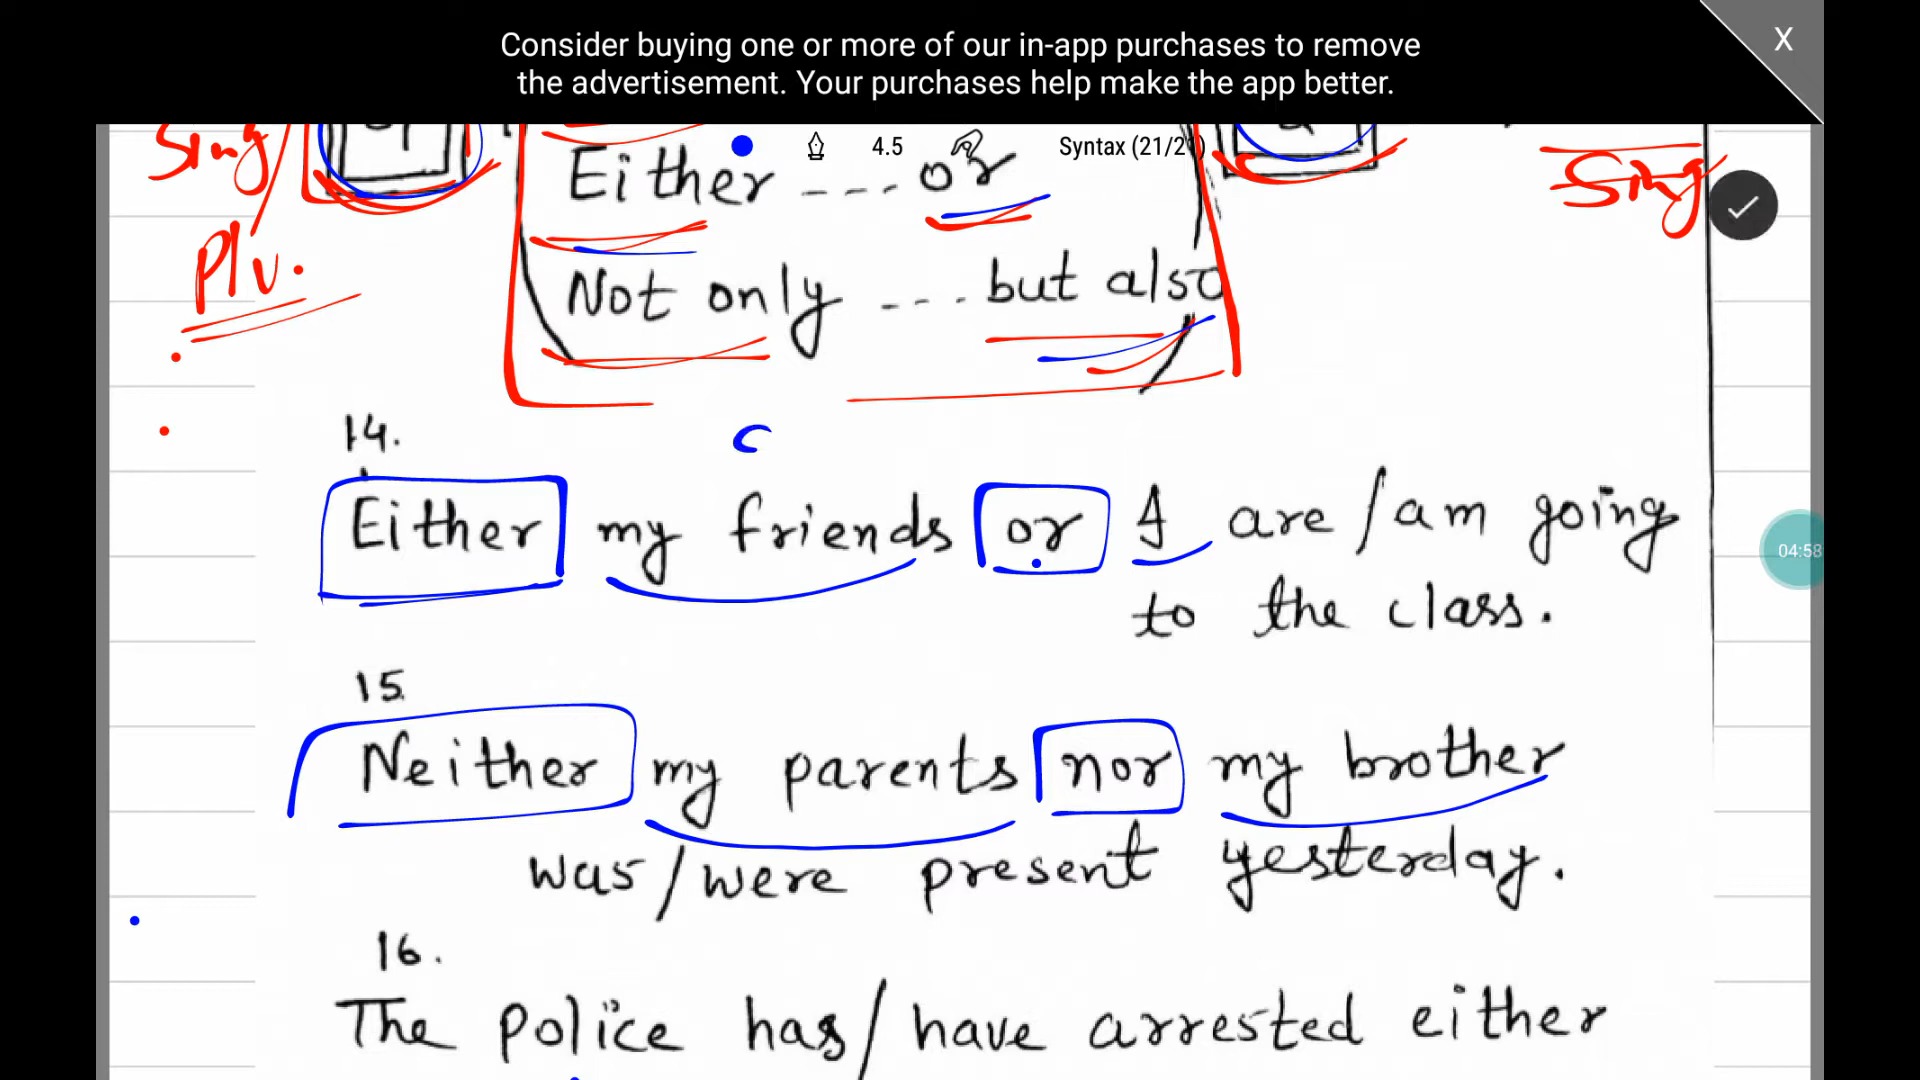 Consider buying one or more of our in-app purchases to remove
the advertisement. Your purchases help make the app better.
X
4.5
Syntax (21/2
Sing/
Plu.
Either ---- or
Sing
Not only ---- but also
14.
Either my friends or I are/am going
to the class.
04:58
15.
Neither my parents nor my brother
was/were present yesterday.
16.
The police has/have arrested either